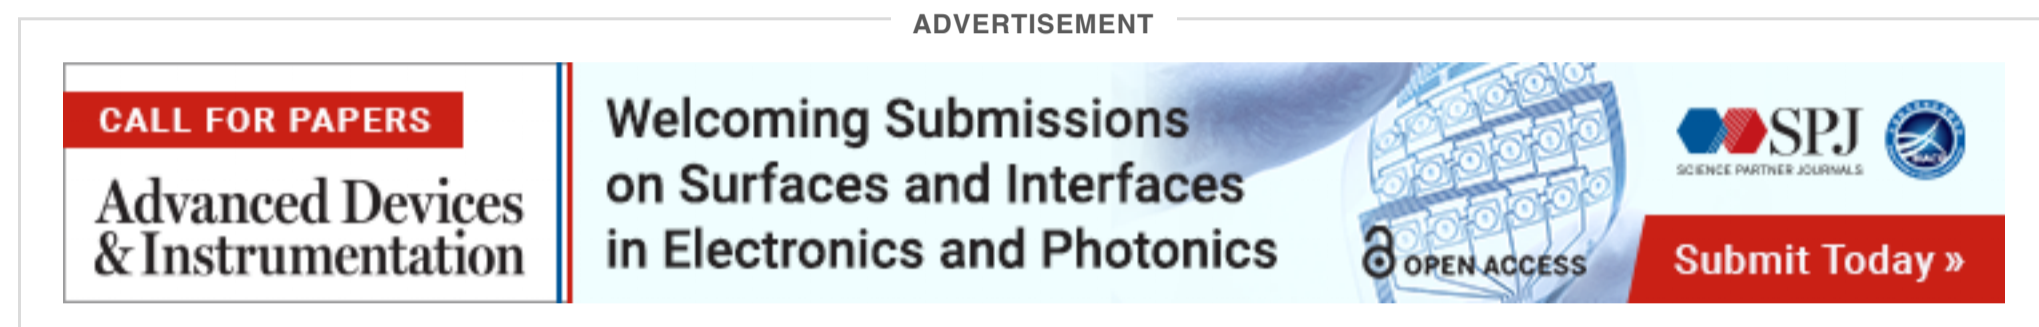 ADVERTISEMENT
CALL FOR PAPERS
Advanced Devices
& Instrumentation
Welcoming Submissions
on Surfaces and Interfaces
in Electronics and Photonics
OPEN ACCESS
SPJ
SCIENCE PARTNER JOURNALS
Submit Today »